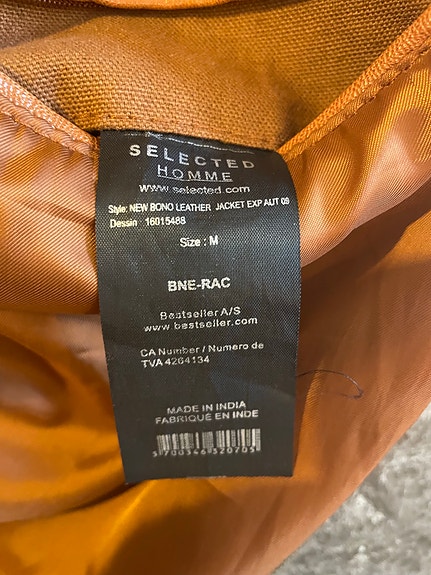 SELECTED
HOMME
www.selected.com
Style: NEW BONO LEATHER JACKET EXP AUT 09
Dessin 16015488
Size : M
BNE-RAC
Bestseller A/S
www.bestseller.com
CA Number / Numero de
TVA 4264134
MADE IN INDIA
FABRIQUÉ EN INDE
5700346320705